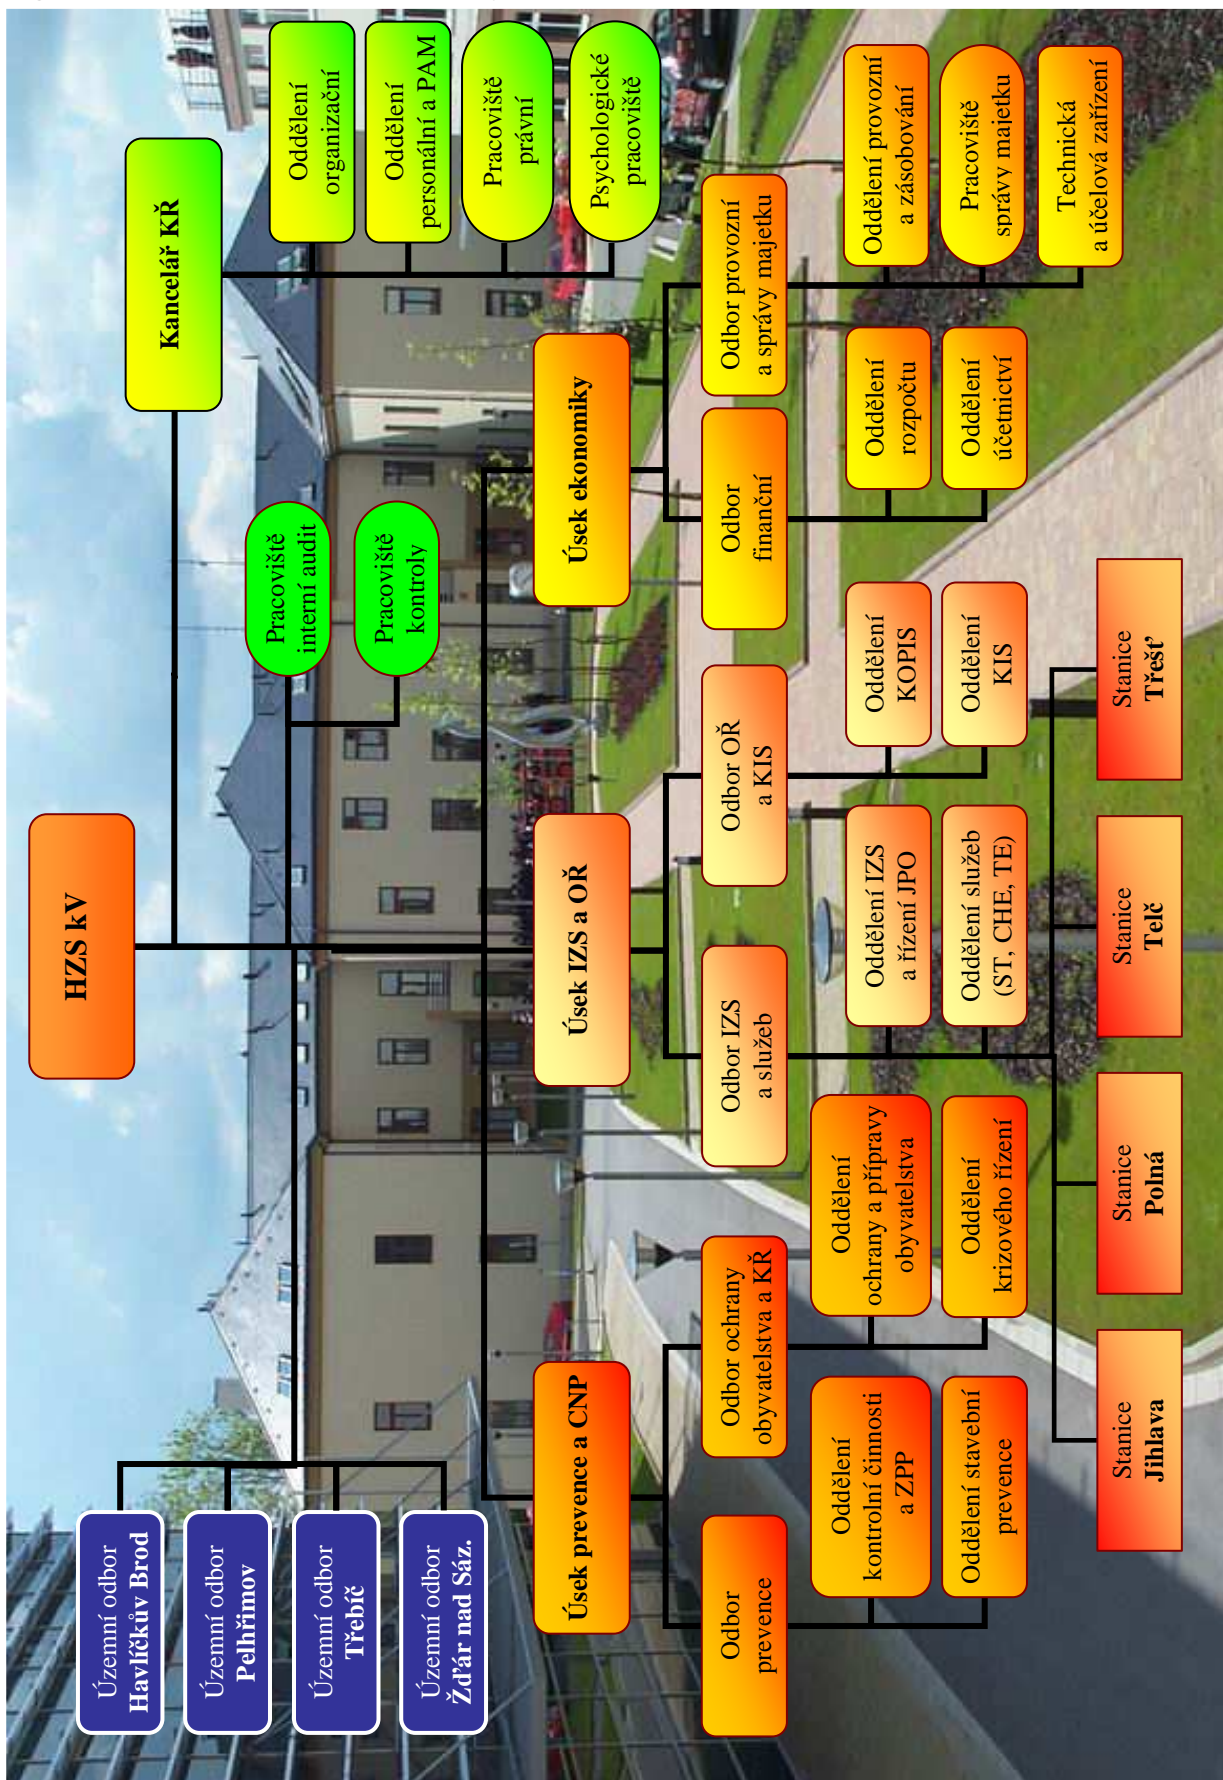 HZS kV
Kancelář KŘ
Oddělení
organizační
Oddělení
personální a PAM
Pracoviště
právní
Psychologické
pracoviště
Pracoviště
interní audit
Pracoviště
kontroly
Územní odbor
Havlíčkův Brod
Územní odbor
Pelhřimov
Územní odbor
Třebíč
Územní odbor
Žďár nad Sáz.
Úsek prevence a CNP
Úsek IZS a OŘ
Úsek ekonomiky
Odbor
prevence
Odbor ochrany
obyvatelstva a KŘ
Odbor IZS
a služeb
Odbor OŘ
a KIS
Odbor
finanční
Odbor provozní
a správy majetku
Oddělení
kontrolní činnosti
a ZPP
Oddělení stavební
prevence
Oddělení
ochrany a přípravy
obyvatelstva
Oddělení
krizového řízení
Oddělení IZS
a řízení JPO
Oddělení služeb
(ST, CHE, TE)
Oddělení
KOPIS
Oddělení
KIS
Oddělení
rozpočtu
Oddělení
účetnictví
Oddělení provozní
a zásobování
Pracoviště
správy majetku
Technická
a účelová zařízení
Stanice
Jihlava
Stanice
Polná
Stanice
Telč
Stanice
Třešť